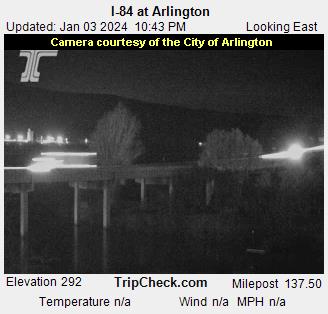 I-84 at Arlington
Updated: Jan 03 2024 10:43 PM Looking East
Camera courtesy of the City of Arlington
Elevation 292 TripCheck.com Milepost 137.50
Temperature n/a Wind n/a MPH n/a